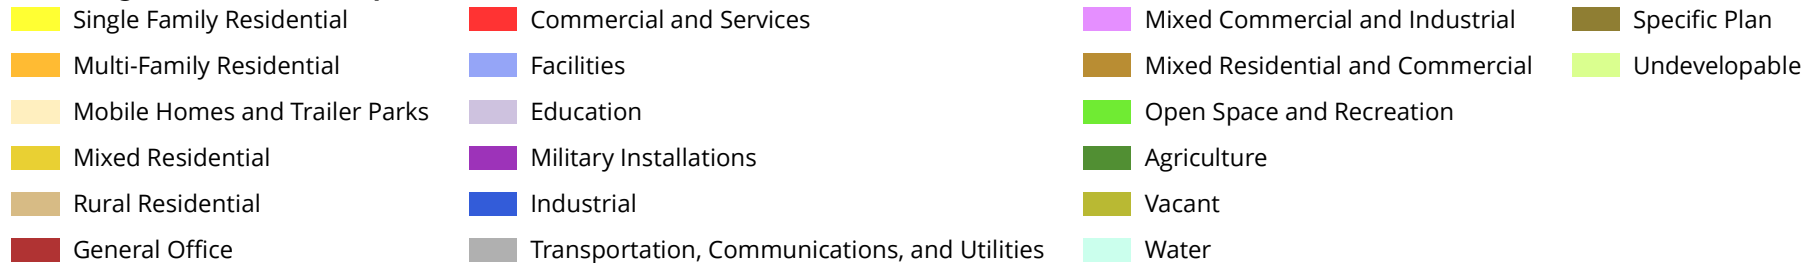 Single Family Residential
Multi-Family Residential
Mobile Homes and Trailer Parks
Mixed Residential
Rural Residential
General Office
Commercial and Services
Facilities
Education
Military Installations
Industrial
Transportation, Communications, and Utilities
Mixed Commercial and Industrial
Mixed Residential and Commercial
Open Space and Recreation
Agriculture
Vacant
Water
Specific Plan
Undevelopable